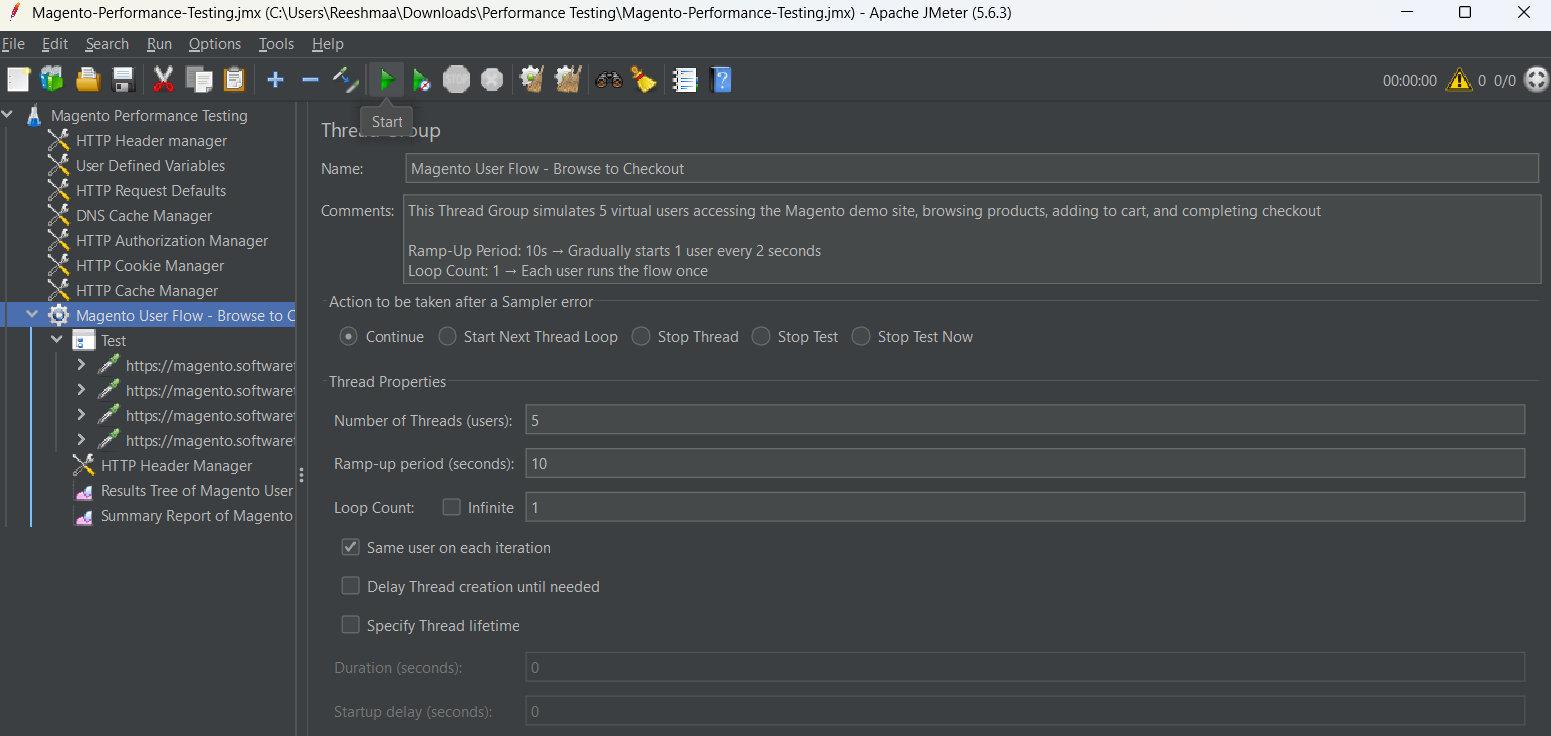 Magento-Performance-Testing.jmx (C:\Users\Reeshmaa\Downloads\Performance Testing\Magento-Performance-Testing.jmx) - Apache JMeter (5.6.3)
File Edit Search Run Options Tools Help
STOP
00:00:00 0 0/0
Start
Magento Performance Testing
HTTP Header manager
User Defined Variables
HTTP Request Defaults
DNS Cache Manager
HTTP Authorization Manager
HTTP Cookie Manager
HTTP Cache Manager
Magento User Flow - Browse to C
Test
https://magento.softwaret
https://magento.softwaret
https://magento.softwaret
https://magento.softwaret
HTTP Header Manager
Results Tree of Magento User
Summary Report of Magento
Thread Group
Name: Magento User Flow - Browse to Checkout
Comments: This Thread Group simulates 5 virtual users accessing the Magento demo site, browsing products, adding to cart, and completing checkout
Ramp-Up Period: 10s → Gradually starts 1 user every 2 seconds
Loop Count: 1 → Each user runs the flow once
Action to be taken after a Sampler error
Continue Start Next Thread Loop Stop Thread Stop Test Stop Test Now
Thread Properties
Number of Threads (users): 5
Ramp-up period (seconds): 10
Loop Count: Infinite 1
Same user on each iteration
Delay Thread creation until needed
Specify Thread lifetime
Duration (seconds): 0
Startup delay (seconds): 0